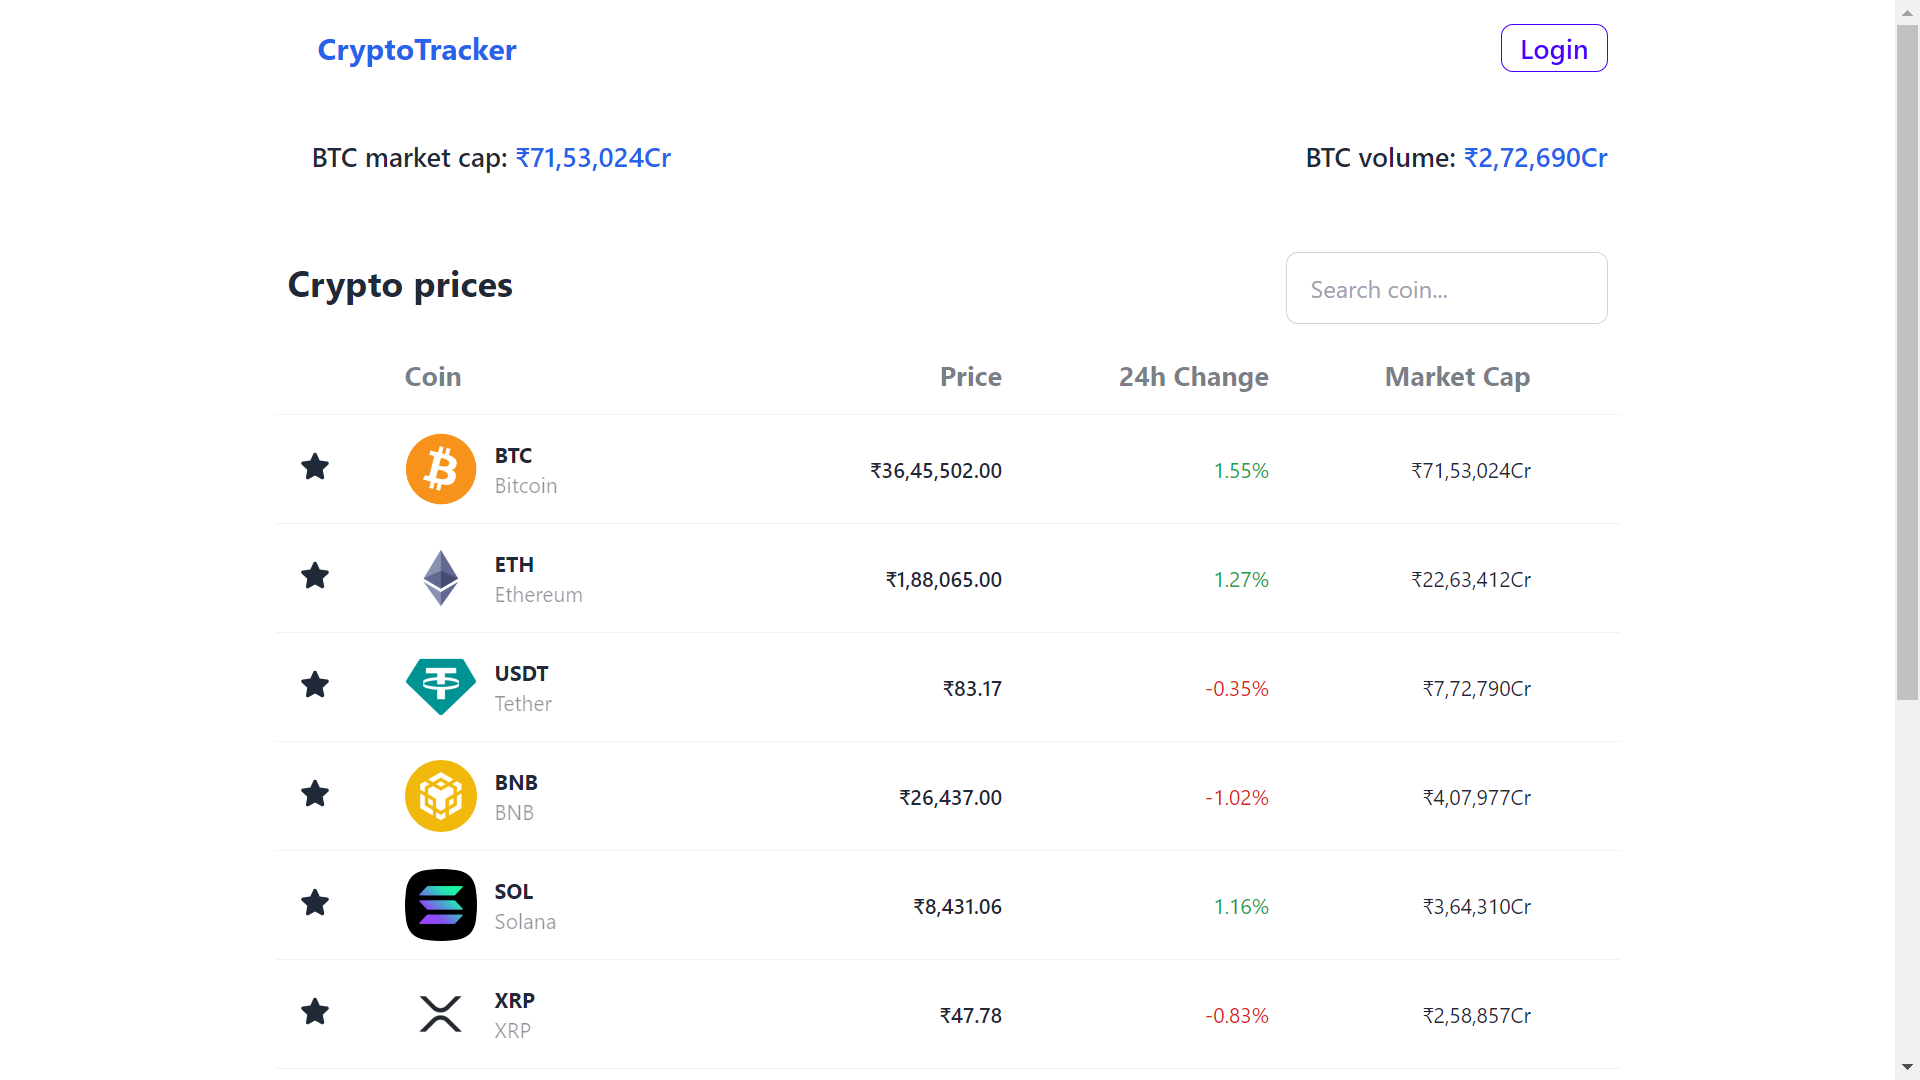 CryptoTracker Login
BTC market cap: ₹71,53,024Cr BTC volume: ₹2,72,690Cr
Crypto prices Search coin...
Coin Price 24h Change Market Cap
BTC
Bitcoin
₹36,45,502.00 1.55% ₹71,53,024Cr
ETH
Ethereum
₹1,88,065.00 1.27% ₹22,63,412Cr
USDT
Tether
₹83.17 -0.35% ₹7,72,790Cr
BNB
BNB
₹26,437.00 -1.02% ₹4,07,977Cr
SOL
Solana
₹8,431.06 1.16% ₹3,64,310Cr
XRP
XRP
₹47.78 -0.83% ₹2,58,857Cr